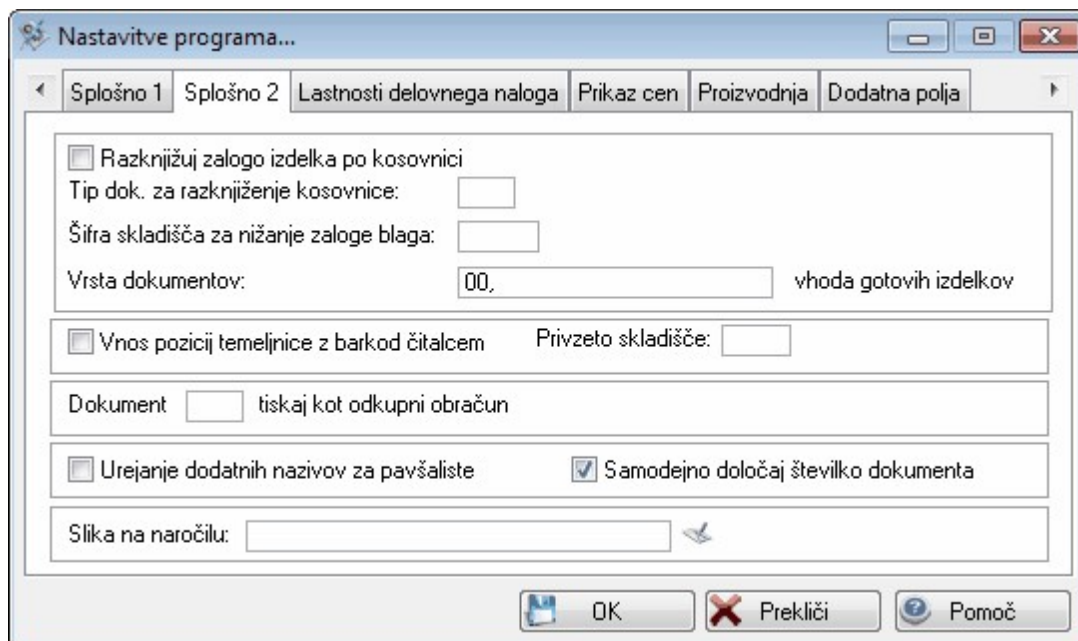 Nastavitve programa...
Splošno 1 Splošno 2 Lastnosti delovnega naloga Prikaz cen Proizvodnja Dodatna polja
Razknjižuj zalogo izdelka po kosovnici
Tip dok. za razknjiženje kosovnice:
Šifra skladišča za nižanje zaloge blaga:
Vrsta dokumentov: 00, vhoda gotovih izdelkov
Vnos pozicij temeljnice z barkod čitalcem Privzeto skladišče:
Dokument tiskaj kot odkupni obračun
Urejanje dodatnih nazivov za pavšaliste Samodejno določaj številko dokumenta
Slika na naročilu:
OK Prekliči Pomoč